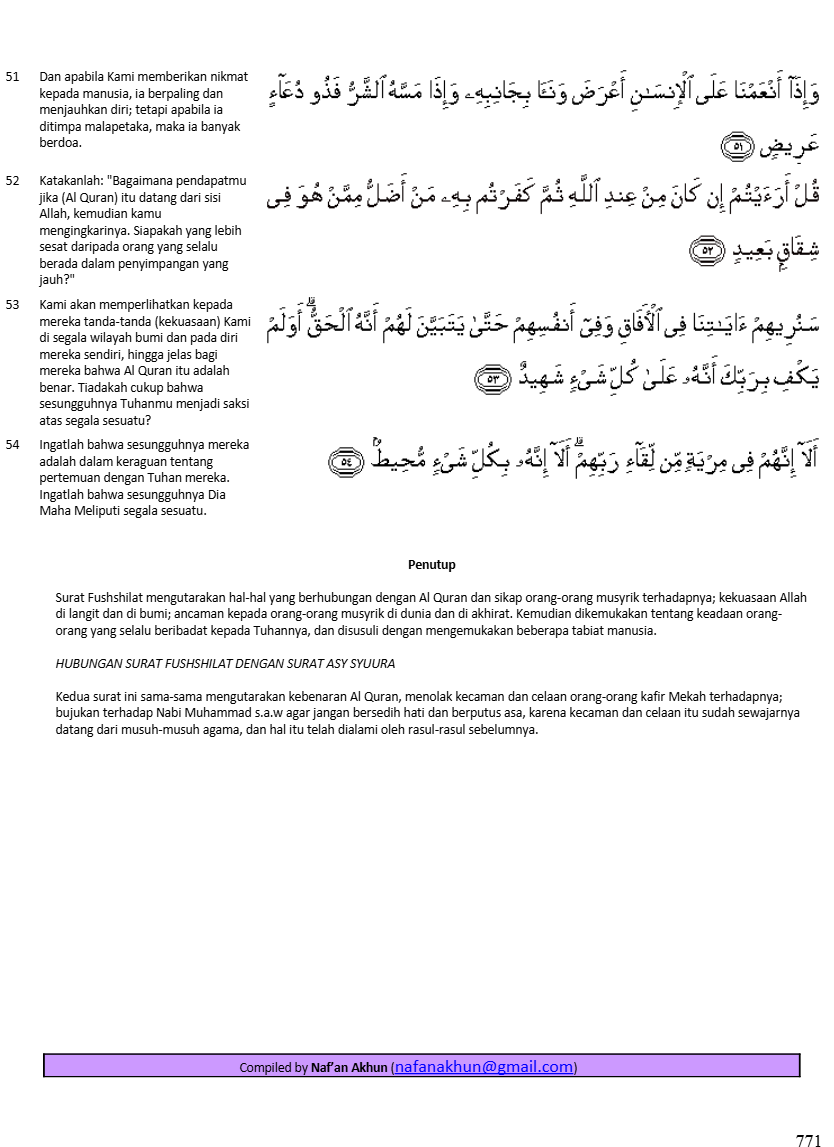 51 Dan apabila Kami memberikan nikmat
kepada manusia, ia berpaling dan
menjauhkan diri; tetapi apabila ia
ditimpa malapetaka, maka ia banyak
berdoa.
وَإِذَآ أَنْعَمْنَا عَلَى ٱلْإِنسَـٰنِ أَعْرَضَ وَنَـَٔا بِجَانِبِهِۦ وَإِذَا مَسَّهُ ٱلشَّرُّ فَذُو دُعَآءٍ
عَرِيضٍ ٥١
52 Katakanlah: "Bagaimana pendapatmu
jika (Al Quran) itu datang dari sisi
Allah, kemudian kamu
mengingkarinya. Siapakah yang lebih
sesat daripada orang yang selalu
berada dalam penyimpangan yang
jauh?"
قُلْ أَرَءَيْتُمْ إِن كَانَ مِنْ عِندِ ٱللَّهِ ثُمَّ كَفَرْتُم بِهِۦ مَنْ أَضَلُّ مِمَّنْ هُوَ فِى
شِقَاقٍۭ بَعِيدٍ ٥٢
53 Kami akan memperlihatkan kepada
mereka tanda-tanda (kekuasaan) Kami
di segala wilayah bumi dan pada diri
mereka sendiri, hingga jelas bagi
mereka bahwa Al Quran itu adalah
benar. Tiadakah cukup bahwa
sesungguhnya Tuhanmu menjadi saksi
atas segala sesuatu?
سَنُرِيهِمْ ءَايَـٰتِنَا فِى ٱلْأَفَاقِ وَفِىٓ أَنفُسِهِمْ حَتَّىٰ يَتَبَيَّنَ لَهُمْ أَنَّهُ ٱلْحَقُّ ۗ أَوَلَمْ
يَكْفِ بِرَبِّكَ أَنَّهُۥ عَلَىٰ كُلِّ شَىْءٍ شَهِيدٌ ٥٣
54 Ingatlah bahwa sesungguhnya mereka
adalah dalam keraguan tentang
pertemuan dengan Tuhan mereka.
Ingatlah bahwa sesungguhnya Dia
Maha Meliputi segala sesuatu.
أَلَآ إِنَّهُمْ فِى مِرْيَةٍ مِّن لِّقَآءِ رَبِّهِمْ ۗ أَلَآ إِنَّهُۥ بِكُلِّ شَىْءٍ مُّحِيطٌۢ ٥٤
Penutup
Surat Fushshilat mengutarakan hal-hal yang berhubungan dengan Al Quran dan sikap orang-orang musyrik terhadapnya; kekuasaan Allah
di langit dan di bumi; ancaman kepada orang-orang musyrik di dunia dan di akhirat. Kemudian dikemukakan tentang keadaan orang-
orang yang selalu beribadat kepada Tuhannya, dan disusuli dengan mengemukakan beberapa tabiat manusia.
HUBUNGAN SURAT FUSHSHILAT DENGAN SURAT ASY SYUURA
Kedua surat ini sama-sama mengutarakan kebenaran Al Quran, menolak kecaman dan celaan orang-orang kafir Mekah terhadapnya;
bujukan terhadap Nabi Muhammad s.a.w agar jangan bersedih hati dan berputus asa, karena kecaman dan celaan itu sudah sewajarnya
datang dari musuh-musuh agama, dan hal itu telah dialami oleh rasul-rasul sebelumnya.
Compiled by Naf’an Akhun (nafanakhun@gmail.com)
771